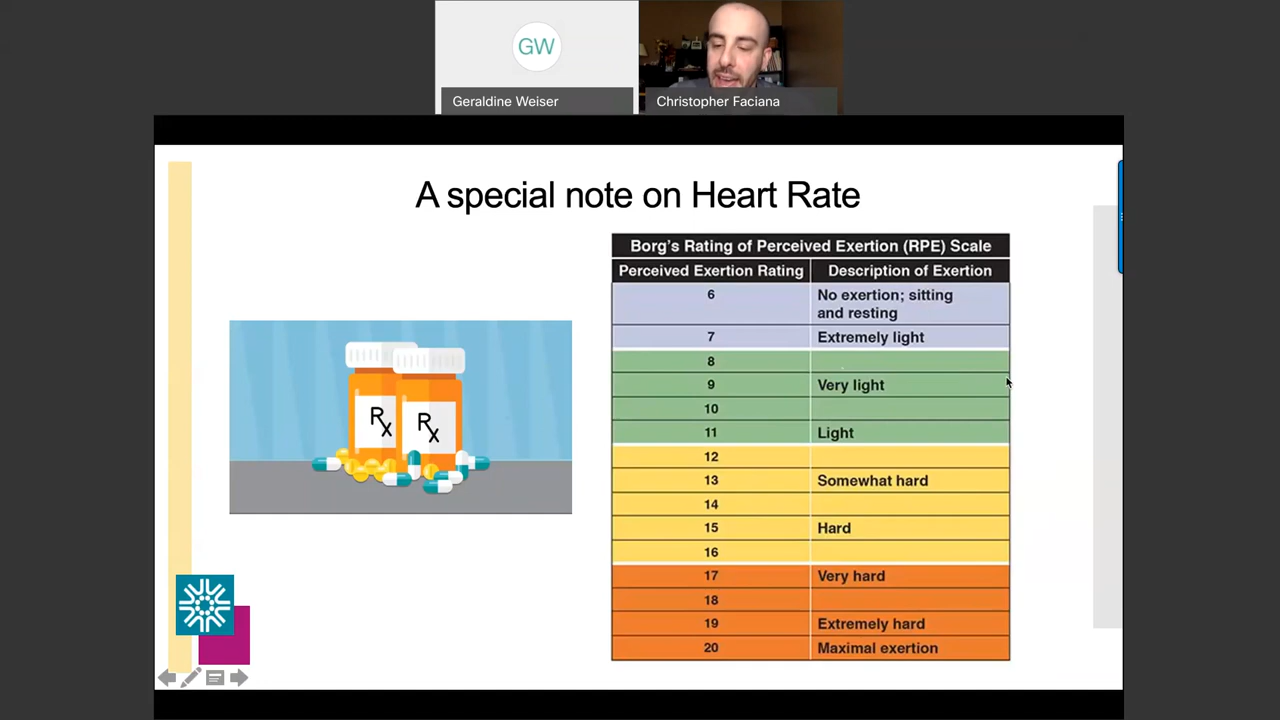 GW
Geraldine Weiser
Christopher Faciana
A special note on Heart Rate
Borg's Rating of Perceived Exertion (RPE) Scale
Perceived Exertion Rating Description of Exertion
6 No exertion; sitting
and resting
7 Extremely light
8
9 Very light
10
11 Light
12
13 Somewhat hard
14
15 Hard
16
17 Very hard
18
19 Extremely hard
20 Maximal exertion
Rx Rx